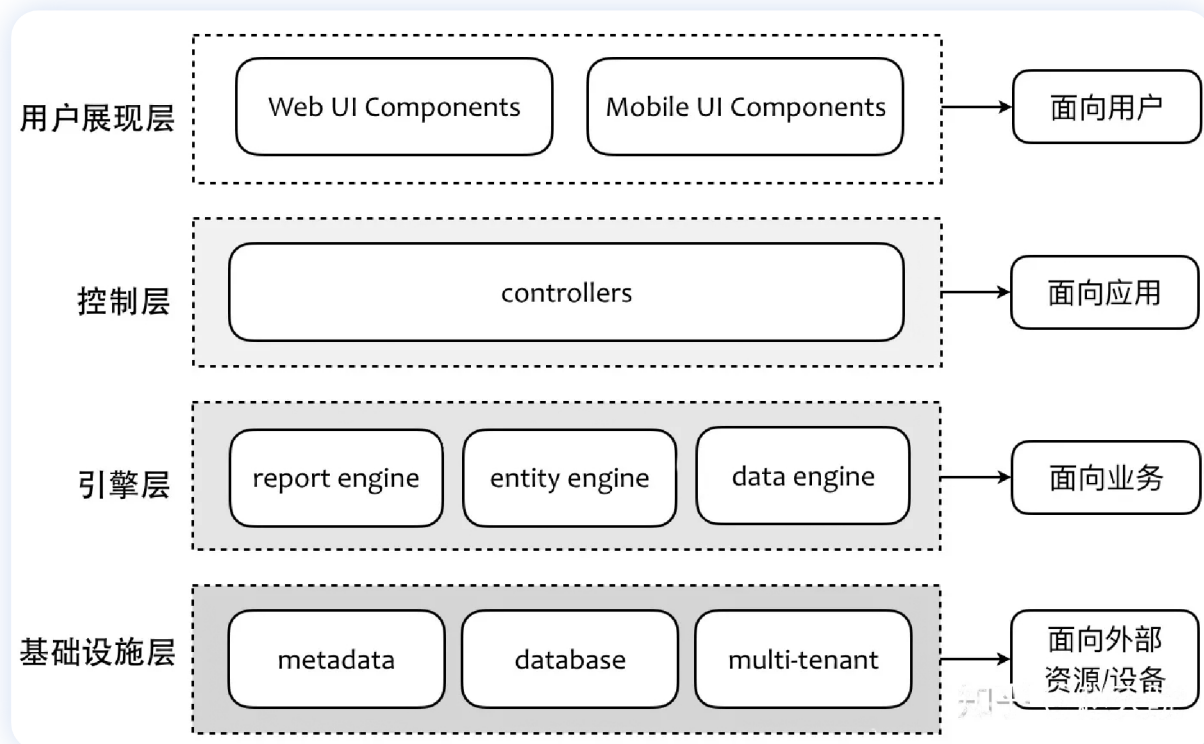 用户展现层
Web UI Components
Mobile UI Components
面向用户
控制层
controllers
面向应用
引擎层
report engine
entity engine
data engine
面向业务
基础设施层
metadata
database
multi-tenant
面向外部
资源/设备
知乎